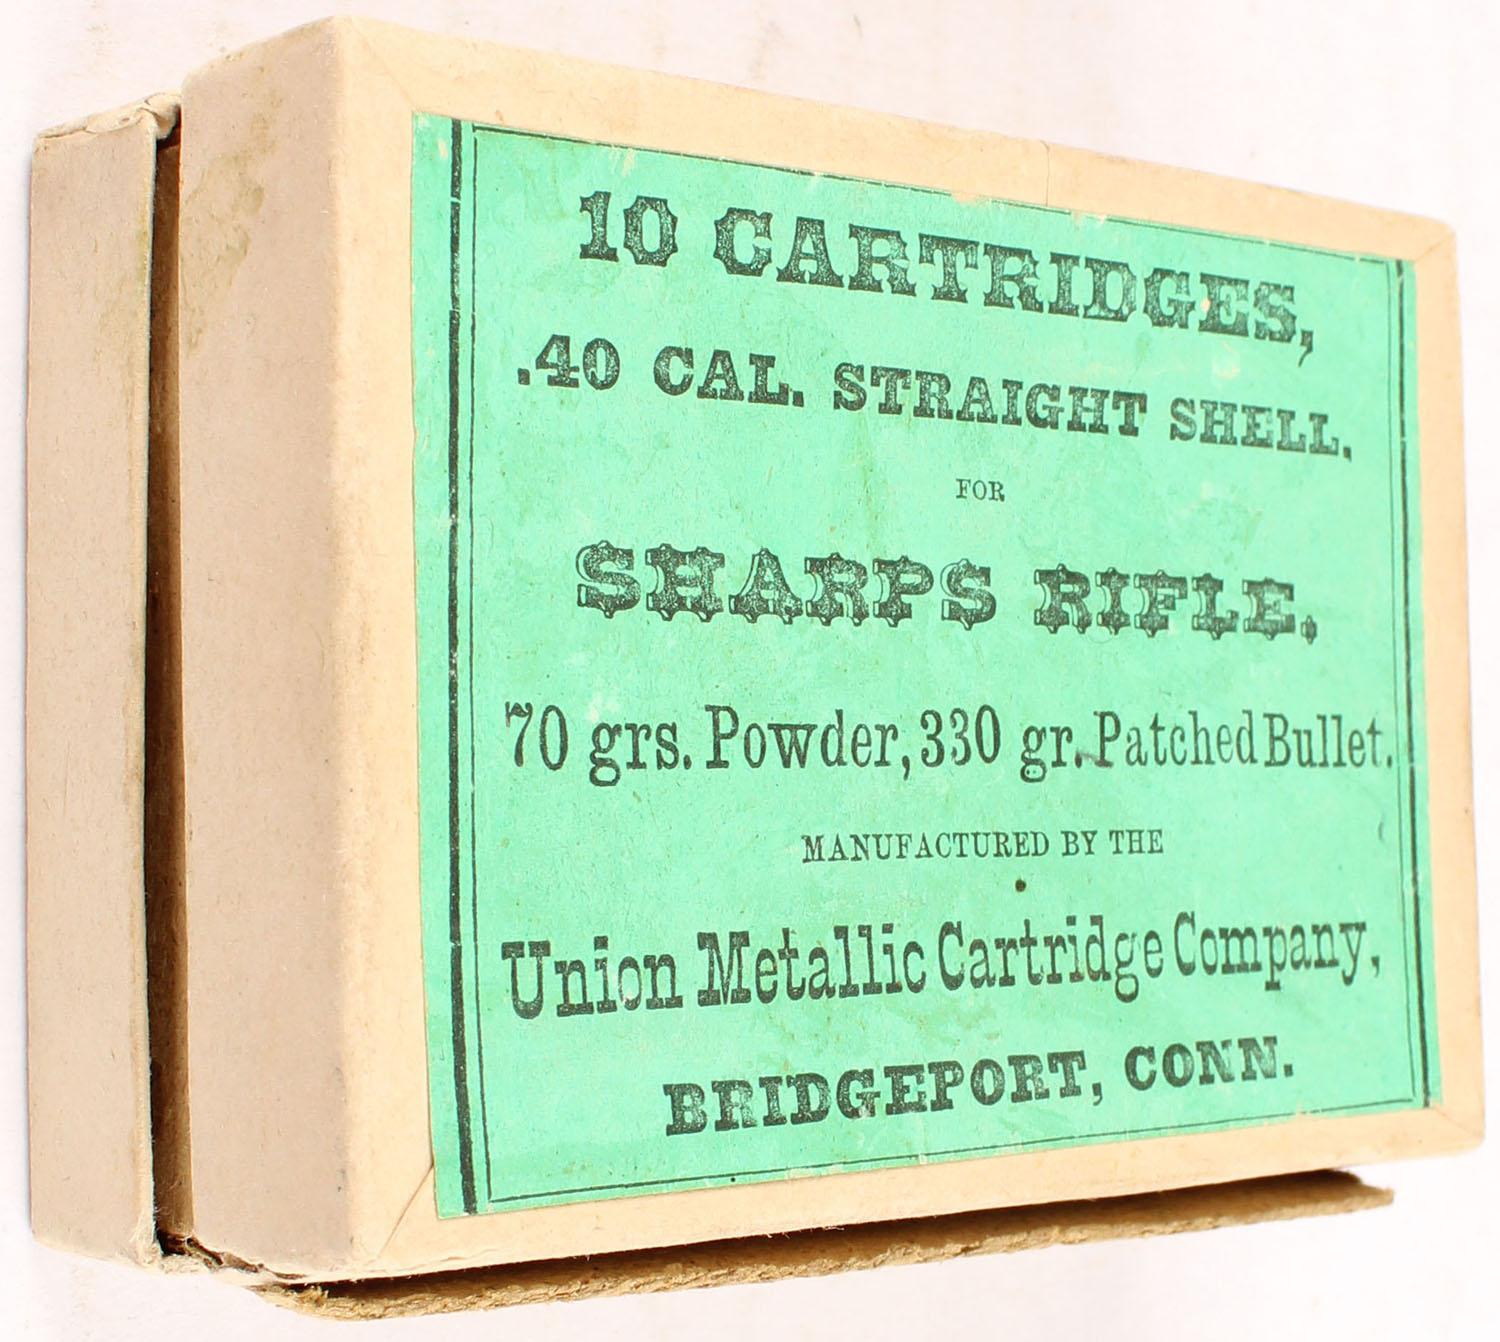 10 CARTRIDGES,
.40 CAL. STRAIGHT SHELL.
FOR
SHARPS RIFLE.
70 grs. Powder, 330 gr. Patched Bullet.
MANUFACTURED BY THE
Union Metallic Cartridge Company,
BRIDGEPORT, CONN.